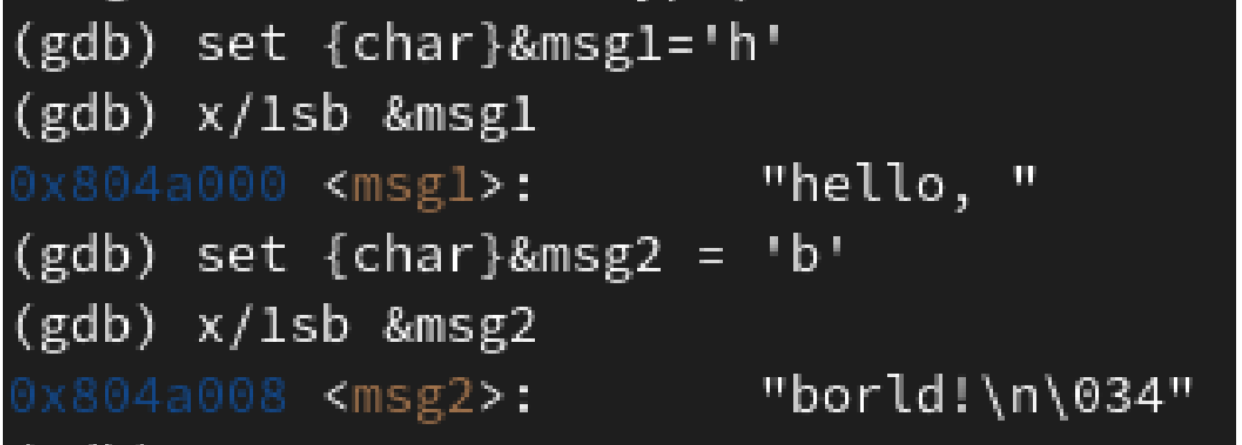 (gdb) set {char}&msg1='h'
(gdb) x/1sb &msg1
0x804a000 <msg1>: "hello, "
(gdb) set {char}&msg2 = 'b'
(gdb) x/1sb &msg2
0x804a008 <msg2>: "borld!\n\034"